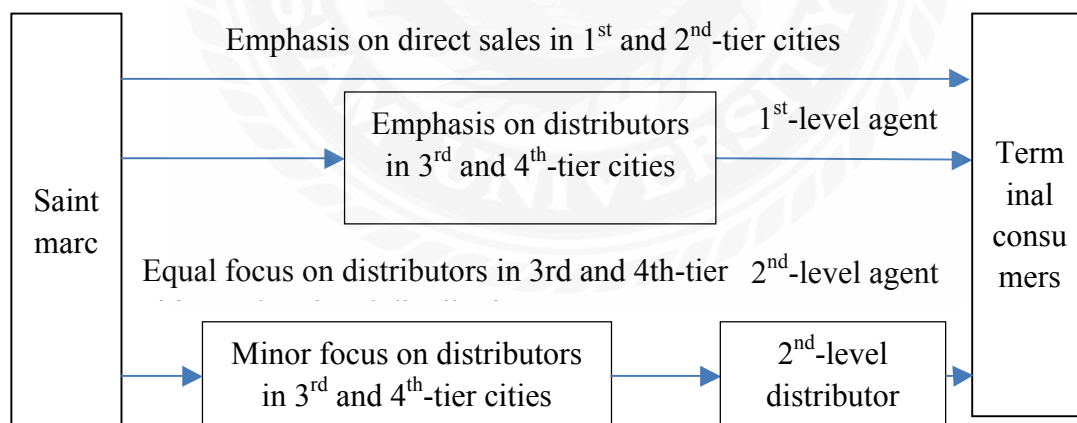 Emphasis on direct sales in 1st and 2nd-tier cities
Emphasis on distributors
in 3rd and 4th-tier cities
1st-level agent
Saint
marc
Term
inal
consu
mers
Equal focus on distributors in 3rd and 4th-tier
2nd-level agent
Minor focus on distributors
in 3rd and 4th-tier cities
2nd-level
distributor
UNIVERSITY